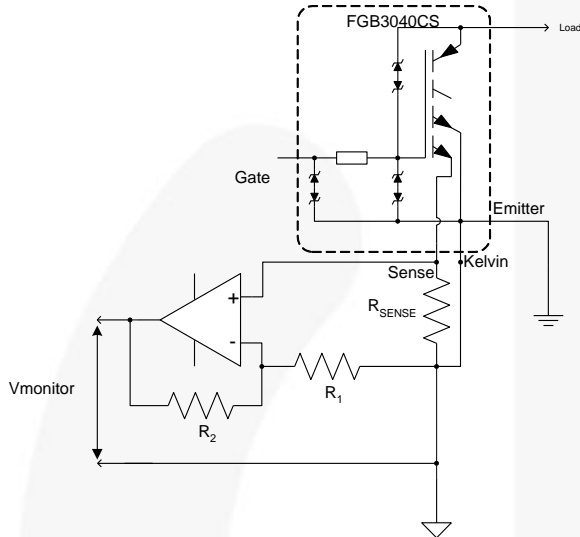 FGB3040CS
Load
Gate
Emitter
Kelvin
Sense
R_SENSE
+
-
R_1
Vmonitor
R_2